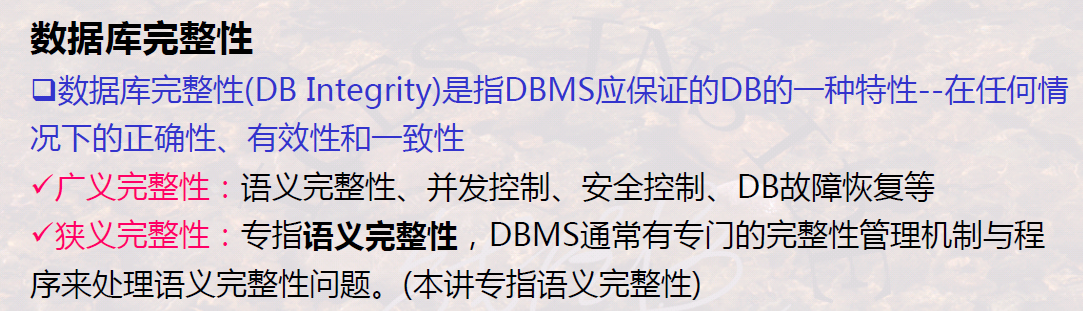 数据库完整性
❑数据库完整性(DB Integrity)是指DBMS应保证的DB的一种特性--在任何情
况下的正确性、有效性和一致性
✓广义完整性：语义完整性、并发控制、安全控制、DB故障恢复等
✓狭义完整性：专指语义完整性，DBMS通常有专门的完整性管理机制与程
序来处理语义完整性问题。(本讲专指语义完整性)